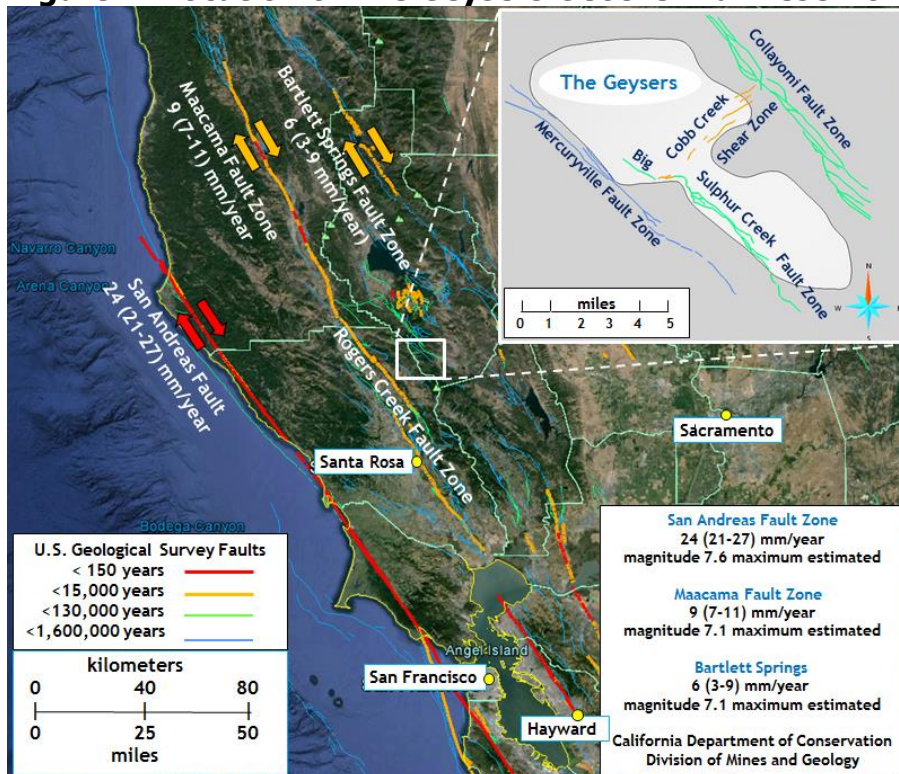 The Geysers
Collayomi Fault Zone
Cobb Creek
Shear Zone
Mercuryville Fault Zone
Big
Sulphur Creek
Fault Zone
N
S
miles
0 1 2 3 4 5
Maacama Fault Zone
9 (7-11) mm/year
Bartlett Springs Fault Zone
6 (3-9 mm/year)
Navarro Canyon
Arena Canyon
San Andreas Fault
24 (21-27) mm/year
Rogers Creek Fault Zone
Sacramento
Santa Rosa
Bodega Canyon
U.S. Geological Survey Faults
< 150 years
<15,000 years
<130,000 years
<1,600,000 years
kilometers
0 40 80
0 25 50
miles
Angel Island
San Francisco
Hayward
San Andreas Fault Zone
24 (21-27) mm/year
magnitude 7.6 maximum estimated
Maacama Fault Zone
9 (7-11) mm/year
magnitude 7.1 maximum estimated
Bartlett Springs
6 (3-9) mm/year
magnitude 7.1 maximum estimated
California Department of Conservation
Division of Mines and Geology